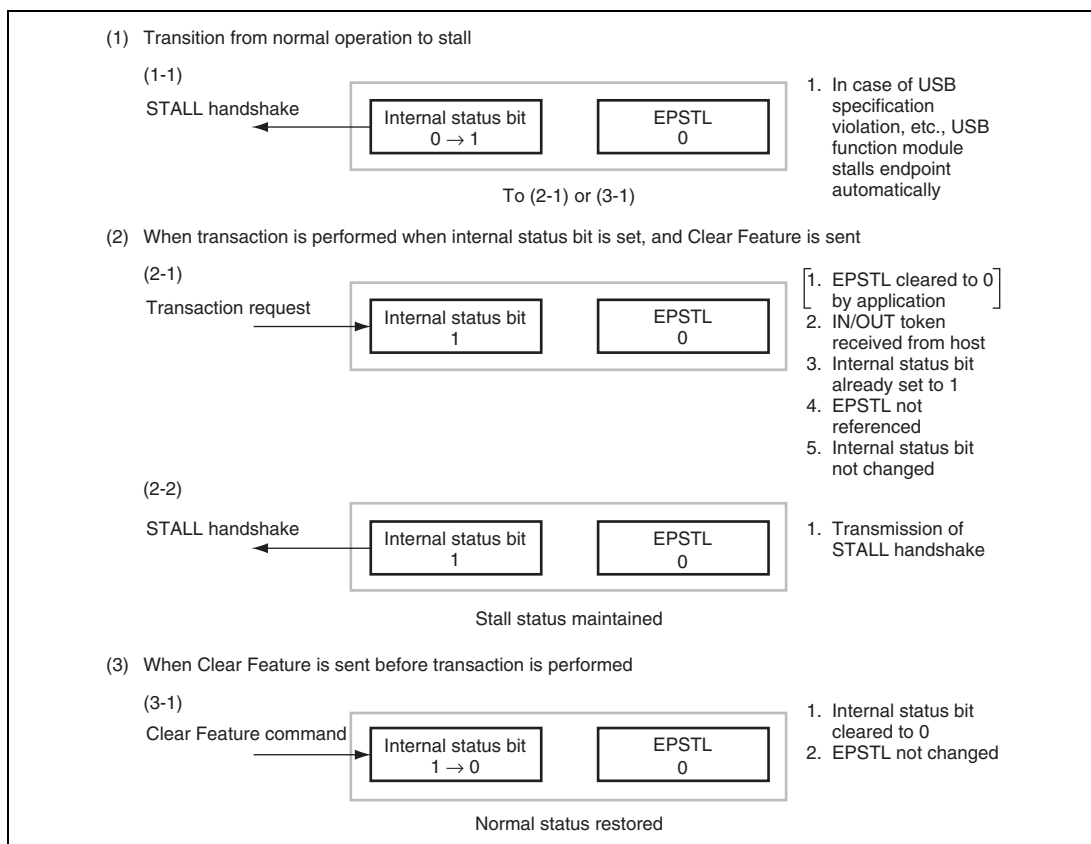 (1) Transition from normal operation to stall
(1-1)
STALL handshake
Internal status bit
0 → 1
EPSTL
0
1. In case of USB
specification
violation, etc., USB
function module
stalls endpoint
automatically
To (2-1) or (3-1)
(2) When transaction is performed when internal status bit is set, and Clear Feature is sent
(2-1)
Transaction request
Internal status bit
1
EPSTL
0
1. EPSTL cleared to 0
by application
2. IN/OUT token
received from host
3. Internal status bit
already set to 1
4. EPSTL not
referenced
5. Internal status bit
not changed
(2-2)
STALL handshake
Internal status bit
1
EPSTL
0
1. Transmission of
STALL handshake
Stall status maintained
(3) When Clear Feature is sent before transaction is performed
(3-1)
Clear Feature command
Internal status bit
1 → 0
EPSTL
0
1. Internal status bit
cleared to 0
2. EPSTL not changed
Normal status restored